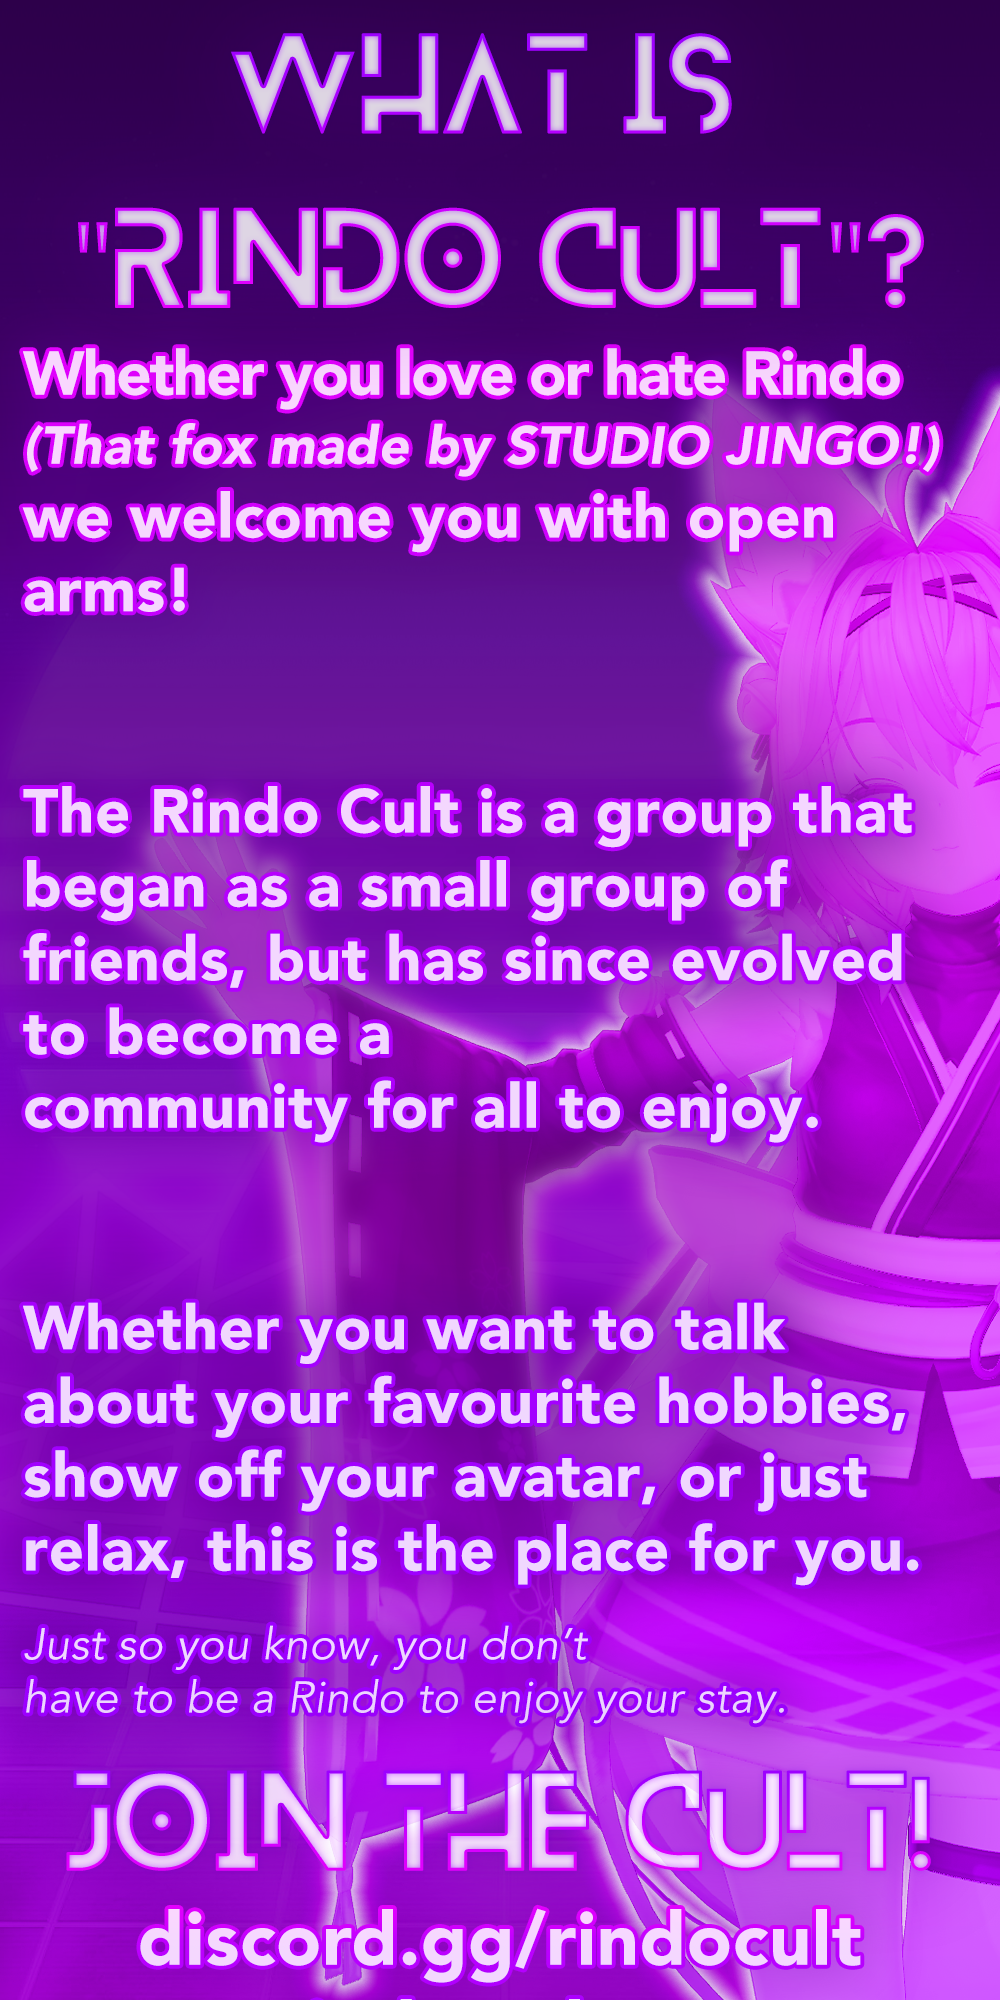 WHAT IS
"RINDO CULT"?
Whether you love or hate Rindo
(That fox made by STUDIO JINGO!)
we welcome you with open
arms!
The Rindo Cult is a group that
began as a small group of
friends, but has since evolved
to become a
community for all to enjoy.
Whether you want to talk
about your favourite hobbies,
show off your avatar, or just
relax, this is the place for you.
Just so you know, you don’t
have to be a Rindo to enjoy your stay.
JOIN THE CULT!
discord.gg/rindocult